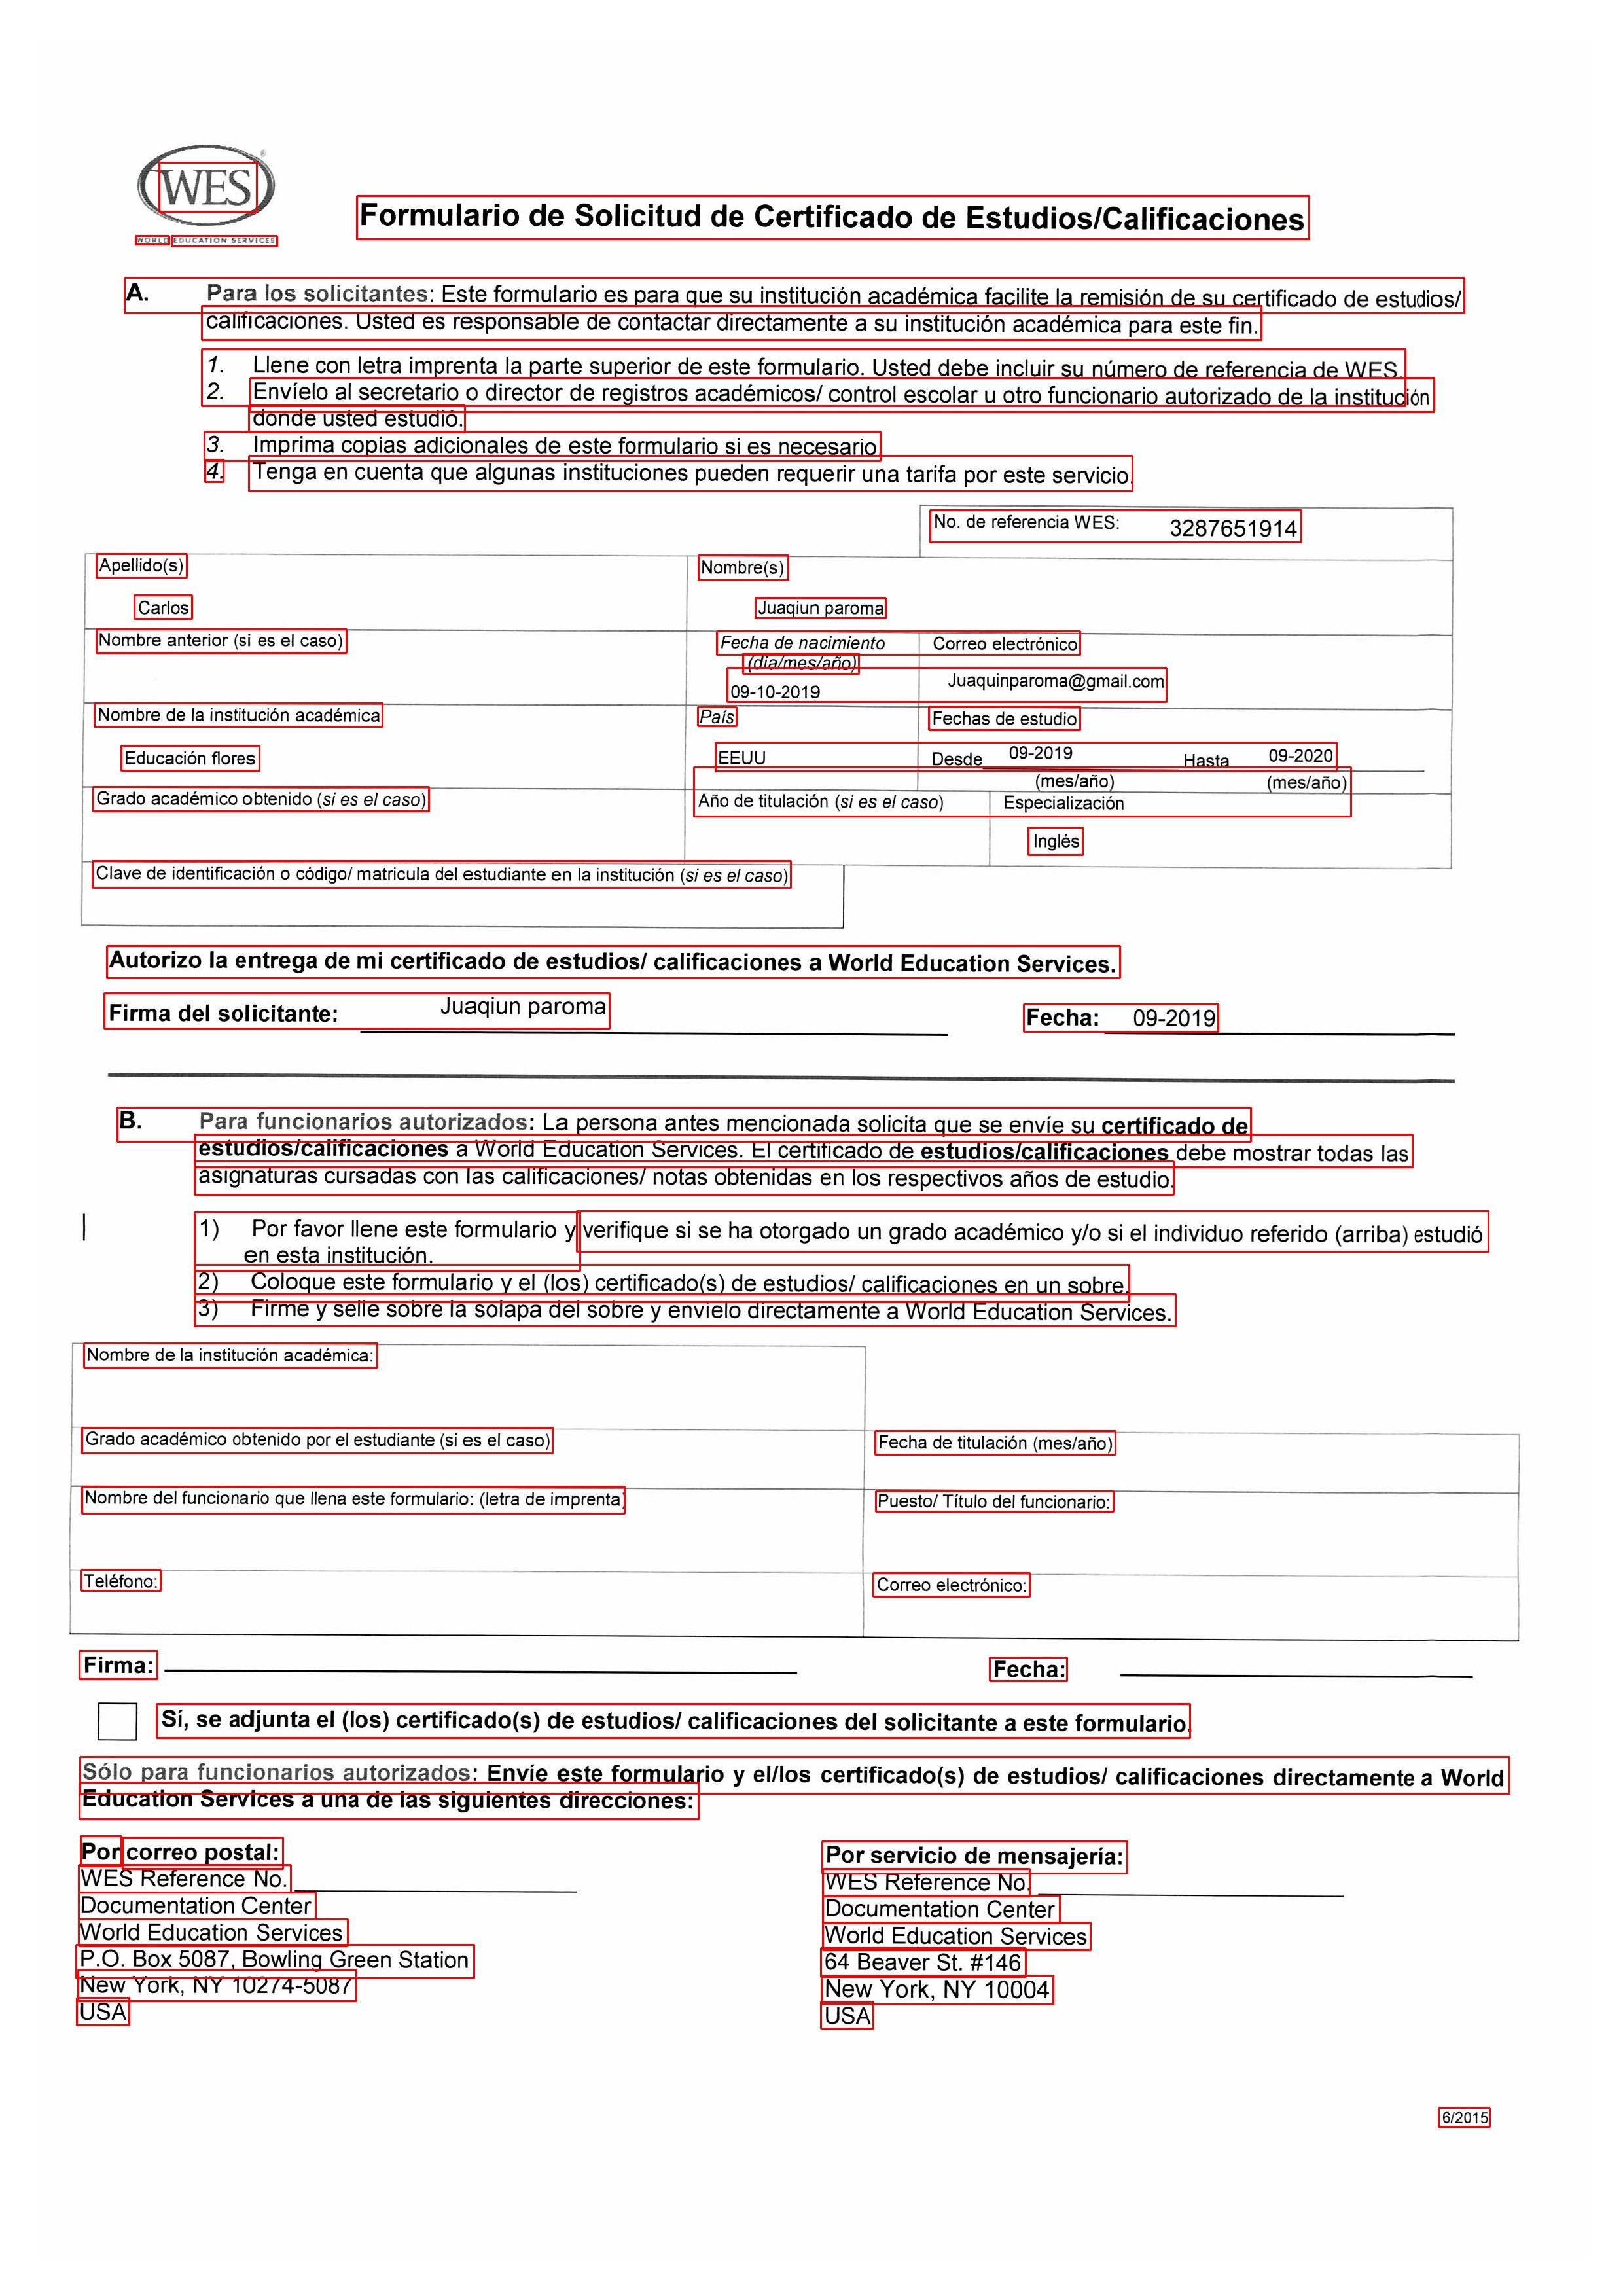 WES
WORLD EDUCATION SERVICES
Formulario de Solicitud de Certificado de Estudios/Calificaciones
A. Para los solicitantes: Este formulario es para que su institución académica facilite la remisión de su certificado de estudios/
calificaciones. Usted es responsable de contactar directamente a su institución académica para este fin.
1. Llene con letra imprenta la parte superior de este formulario. Usted debe incluir su número de referencia de WES.
2. Envíelo al secretario o director de registros académicos/ control escolar u otro funcionario autorizado de la institución
donde usted estudió.
3. Imprima copias adicionales de este formulario si es necesario
4. Tenga en cuenta que algunas instituciones pueden requerir una tarifa por este servicio.
No. de referencia WES: 3287651914
Apellido(s) Nombre(s)
Carlos Juaqiun paroma
Nombre anterior (si es el caso) Fecha de nacimiento Correo electrónico
(día/mes/año)
09-10-2019 Juaquinparoma@gmail.com
Nombre de la institución académica País Fechas de estudio
Educación flores EEUU Desde 09-2019 Hasta 09-2020
(mes/año) (mes/año)
Grado académico obtenido (si es el caso) Año de titulación (si es el caso) Especialización
Inglés
Clave de identificación o código/ matricula del estudiante en la institución (si es el caso)
Autorizo la entrega de mi certificado de estudios/ calificaciones a World Education Services.
Firma del solicitante: Juaqiun paroma Fecha: 09-2019
B. Para funcionarios autorizados: La persona antes mencionada solicita que se envíe su certificado de
estudios/calificaciones a World Education Services. El certificado de estudios/calificaciones debe mostrar todas las
asignaturas cursadas con las calificaciones/ notas obtenidas en los respectivos años de estudio.
1) Por favor llene este formulario y verifique si se ha otorgado un grado académico y/o si el individuo referido (arriba) estudió
en esta institución.
2) Coloque este formulario y el (los) certificado(s) de estudios/ calificaciones en un sobre.
3) Firme y selle sobre la solapa del sobre y envíelo directamente a World Education Services.
Nombre de la institución académica:
Grado académico obtenido por el estudiante (si es el caso) Fecha de titulación (mes/año)
Nombre del funcionario que llena este formulario: (letra de imprenta) Puesto/ Título del funcionario:
Teléfono: Correo electrónico:
Firma: Fecha:
Sí, se adjunta el (los) certificado(s) de estudios/ calificaciones del solicitante a este formulario.
Sólo para funcionarios autorizados: Envíe este formulario y el/los certificado(s) de estudios/ calificaciones directamente a World
Education Services a una de las siguientes direcciones:
Por correo postal: Por servicio de mensajería:
WES Reference No. WES Reference No.
Documentation Center Documentation Center
World Education Services World Education Services
P.O. Box 5087, Bowling Green Station 64 Beaver St. #146
New York, NY 10274-5087 New York, NY 10004
USA USA
6/2015